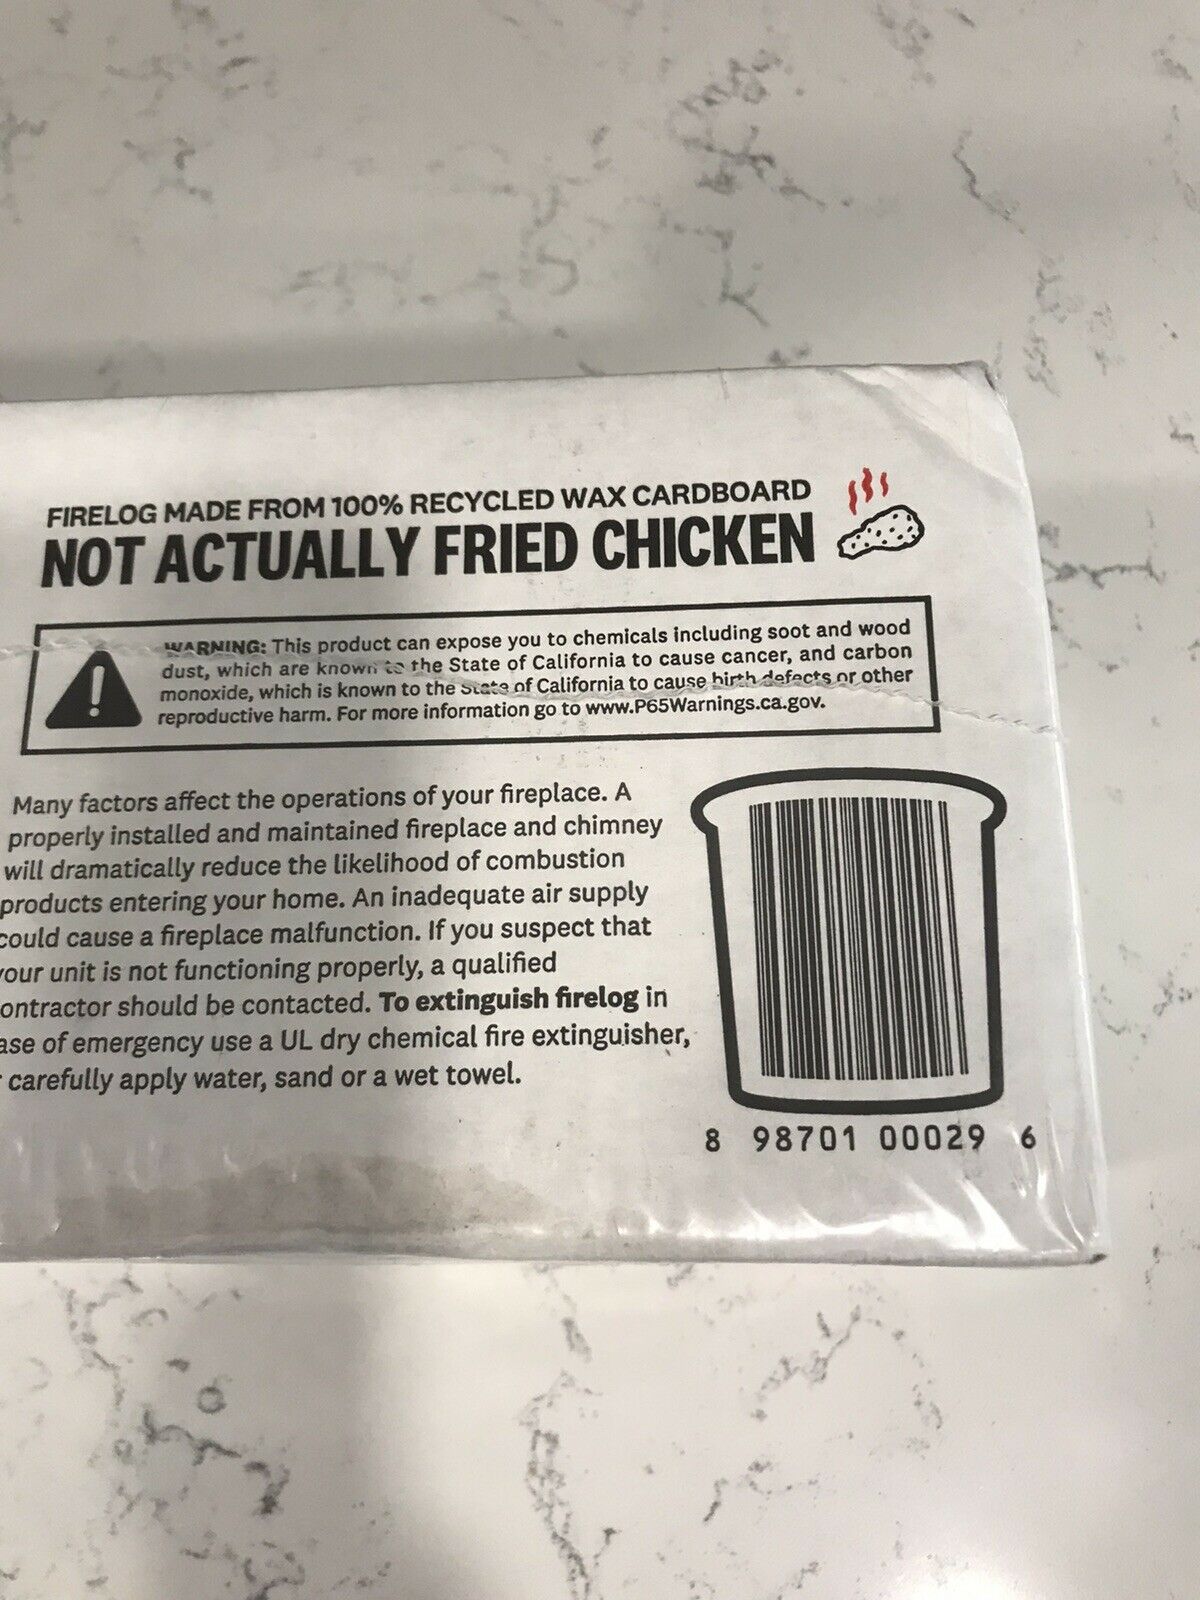 FIRELOG MADE FROM 100% RECYCLED WAX CARDBOARD
NOT ACTUALLY FRIED CHICKEN
WARNING: This product can expose you to chemicals including soot and wood
dust, which are known to the State of California to cause cancer, and carbon
monoxide, which is known to the State of California to cause birth defects or other
reproductive harm. For more information go to www.P65Warnings.ca.gov.
Many factors affect the operations of your fireplace. A
properly installed and maintained fireplace and chimney
will dramatically reduce the likelihood of combustion
products entering your home. An inadequate air supply
could cause a fireplace malfunction. If you suspect that
your unit is not functioning properly, a qualified
ontractor should be contacted. To extinguish firelog in
ase of emergency use a UL dry chemical fire extinguisher,
carefully apply water, sand or a wet towel.
8 98701 00029 6